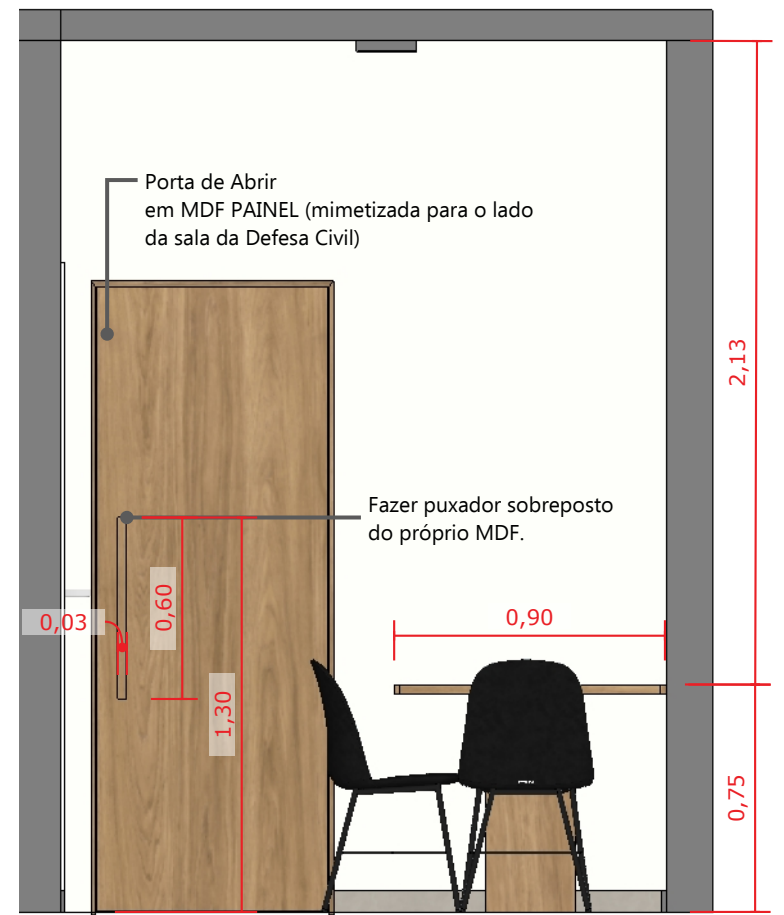 Porta de Abrir
em MDF PAINEL (mimetizada para o lado
da sala da Defesa Civil)
2,13
Fazer puxador sobreposto
do próprio MDF.
0,60
0,03
0,90
1,30
0,75